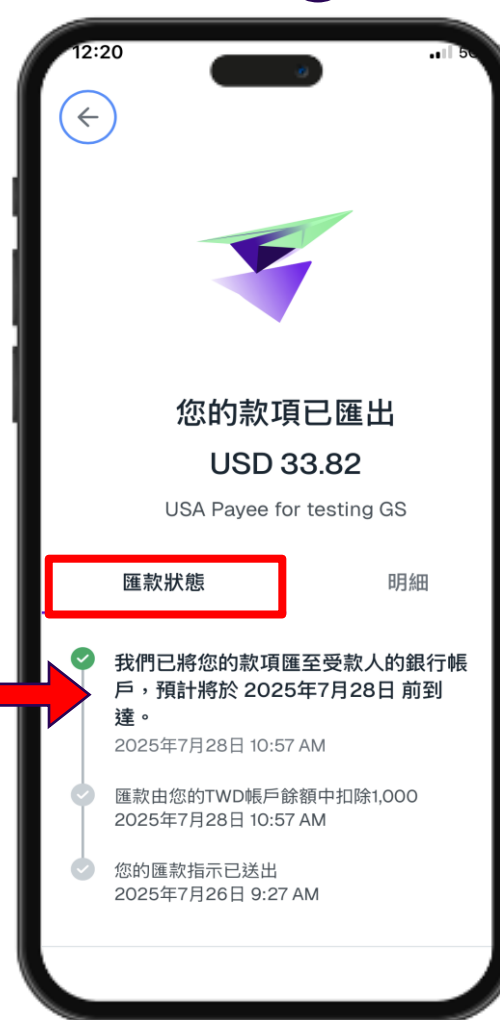 12:20
您的款項已匯出
USD 33.82
USA Payee for testing GS
匯款狀態
明細
我們已將您的款項匯至受款人的銀行帳
戶，預計將於 2025年7月28日 前到
達。
2025年7月28日 10:57 AM
匯款由您的TWD帳戶餘額中扣除1,000
2025年7月28日 10:57 AM
您的匯款指示已送出
2025年7月26日 9:27 AM